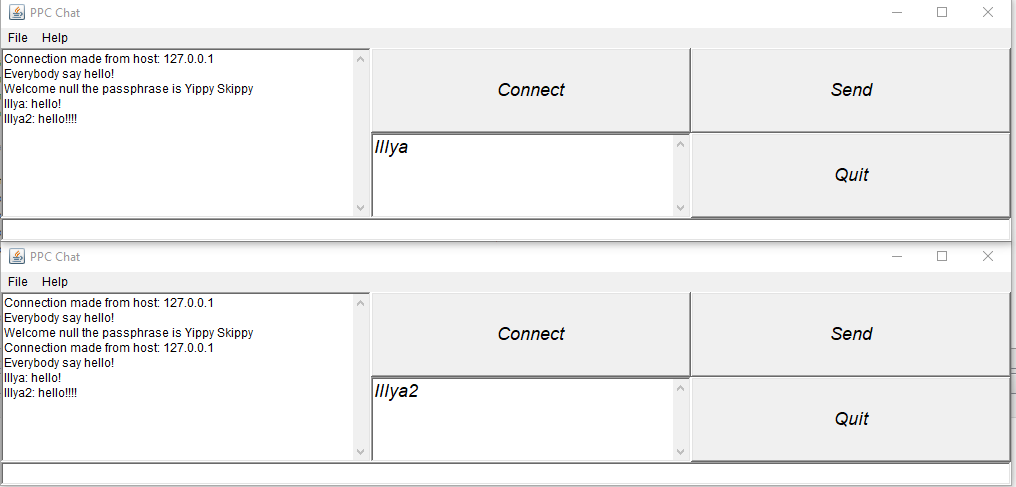 PPC Chat
File Help
Connection made from host: 127.0.0.1
Everybody say hello!
Welcome null the passphrase is Yippy Skippy
Illya: hello!
Illya2: hello!!!!
Connect
Send
Illya
Quit
PPC Chat
File Help
Connection made from host: 127.0.0.1
Everybody say hello!
Welcome null the passphrase is Yippy Skippy
Connection made from host: 127.0.0.1
Everybody say hello!
Illya: hello!
Illya2: hello!!!!
Connect
Send
Illya2
Quit